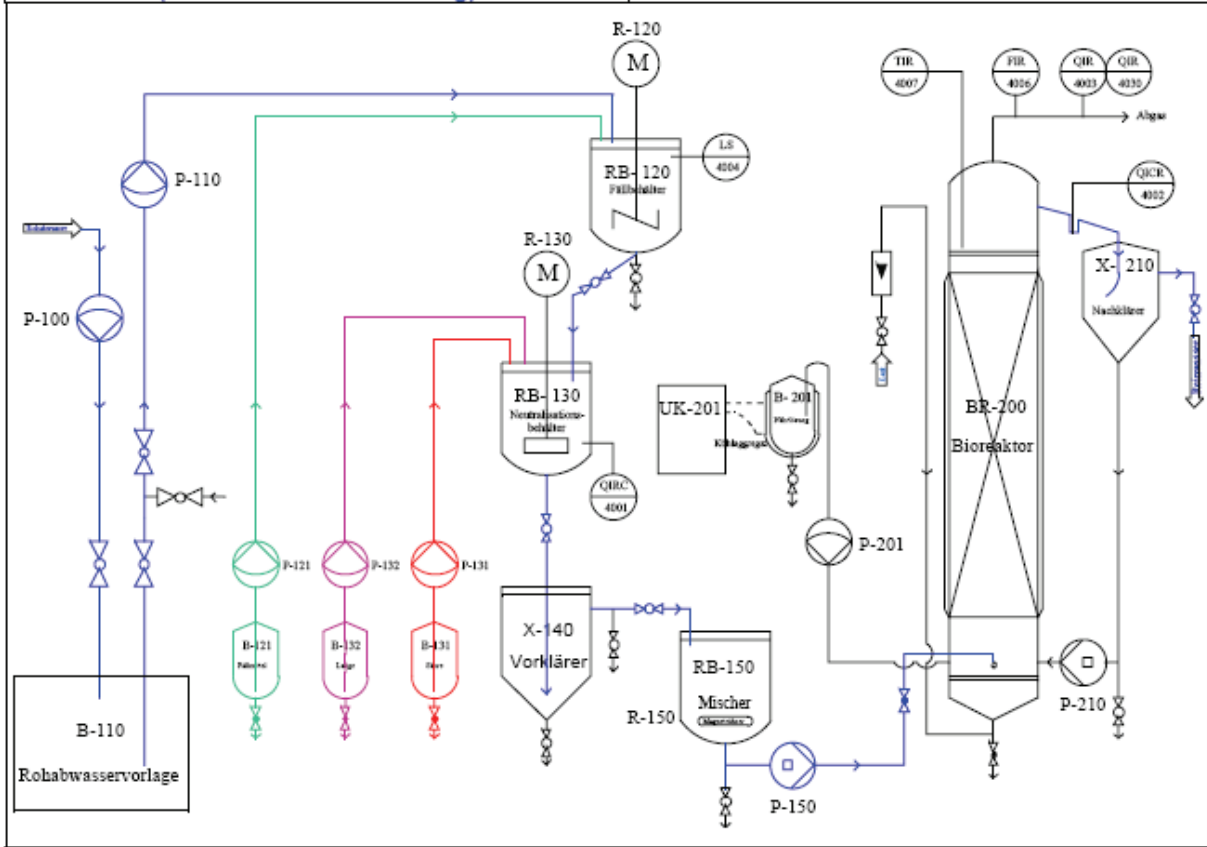 R-120
M
TIR
4007
FIR
4006
QIR
4003
QIR
4030
Abgas
P-110
RB-120
Fällbehälter
LS
4004
QICR
4002
R-130
M
X- 210
Nachklärer
P-100
RB- 130
Neutralisations-
behälter
UK-201
B- 201
BR-200
Bioreaktor
QIRC
4001
P-201
P-121
P-132
P-131
B-121
B-132
Lauge
B-131
X-140
Vorklärer
RB-150
Mischer
R-150
P-210
B-110
Rohabwasservorlage
P-150